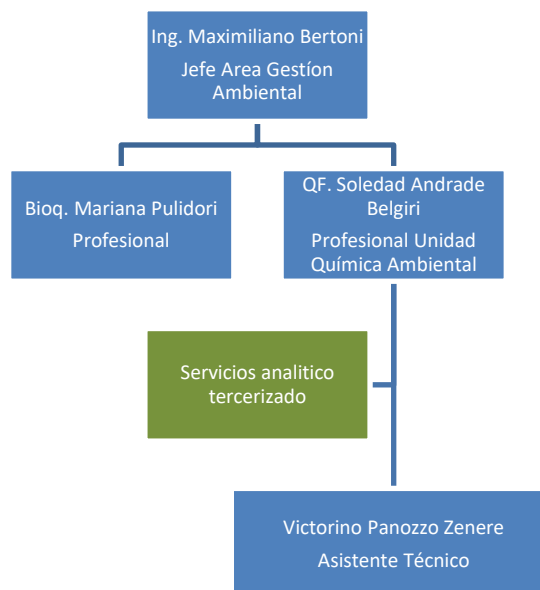 Ing. Maximiliano Bertoni
Jefe Area Gestíon
Ambiental
Bioq. Mariana Pulidori
Profesional
QF. Soledad Andrade
Belgiri
Profesional Unidad
Química Ambiental
Servicios analitico
tercerizado
Victorino Panozzo Zenere
Asistente Técnico